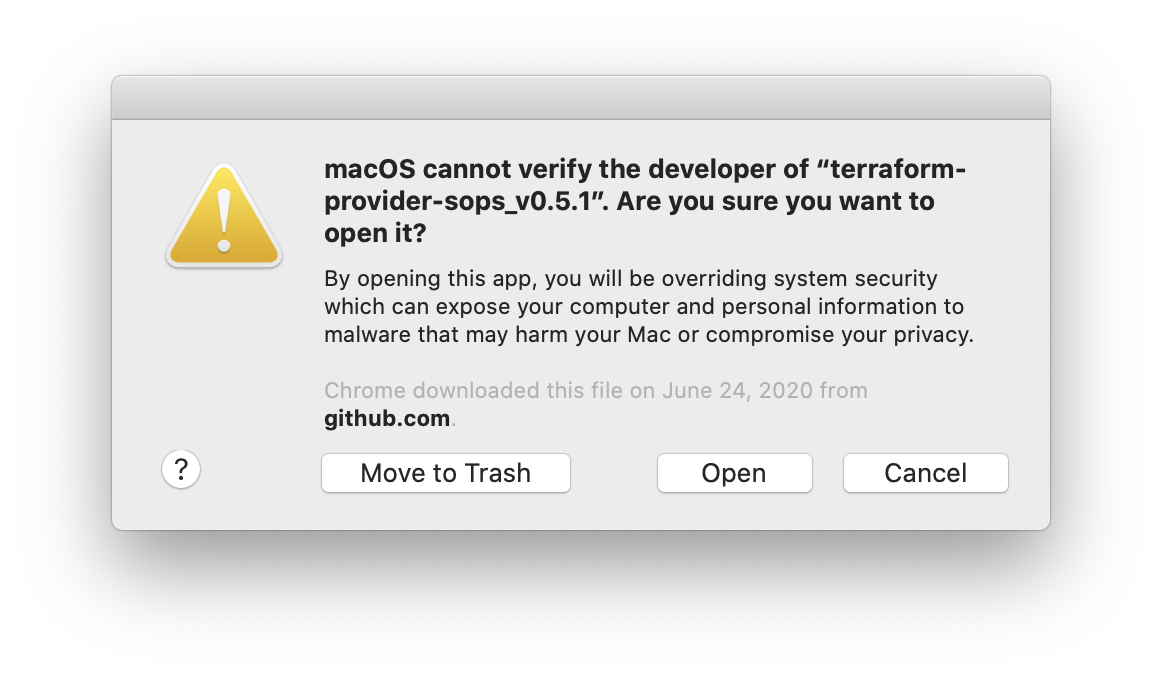 macOS cannot verify the developer of “terraform-
provider-sops_v0.5.1”. Are you sure you want to
open it?
By opening this app, you will be overriding system security
which can expose your computer and personal information to
malware that may harm your Mac or compromise your privacy.
Chrome downloaded this file on June 24, 2020 from
github.com.
?
Move to Trash
Open
Cancel